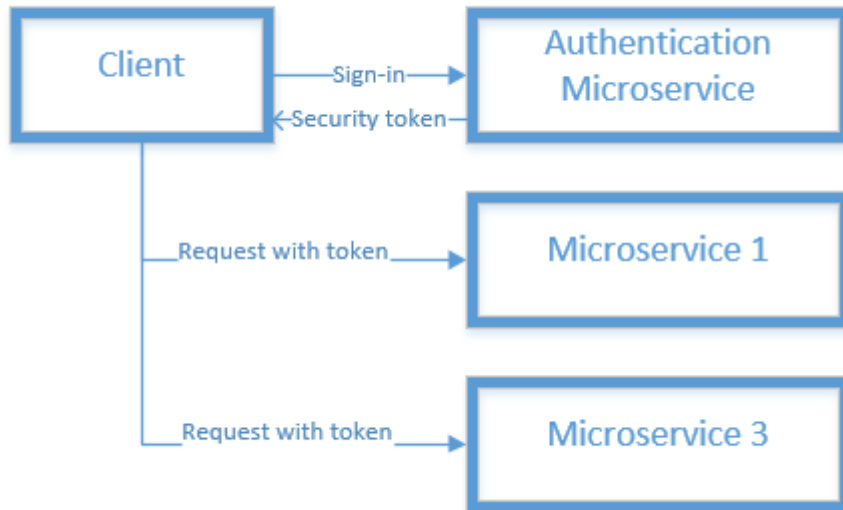 Client
Authentication
Microservice
Sign-in
Security token
Request with token
Microservice 1
Request with token
Microservice 3